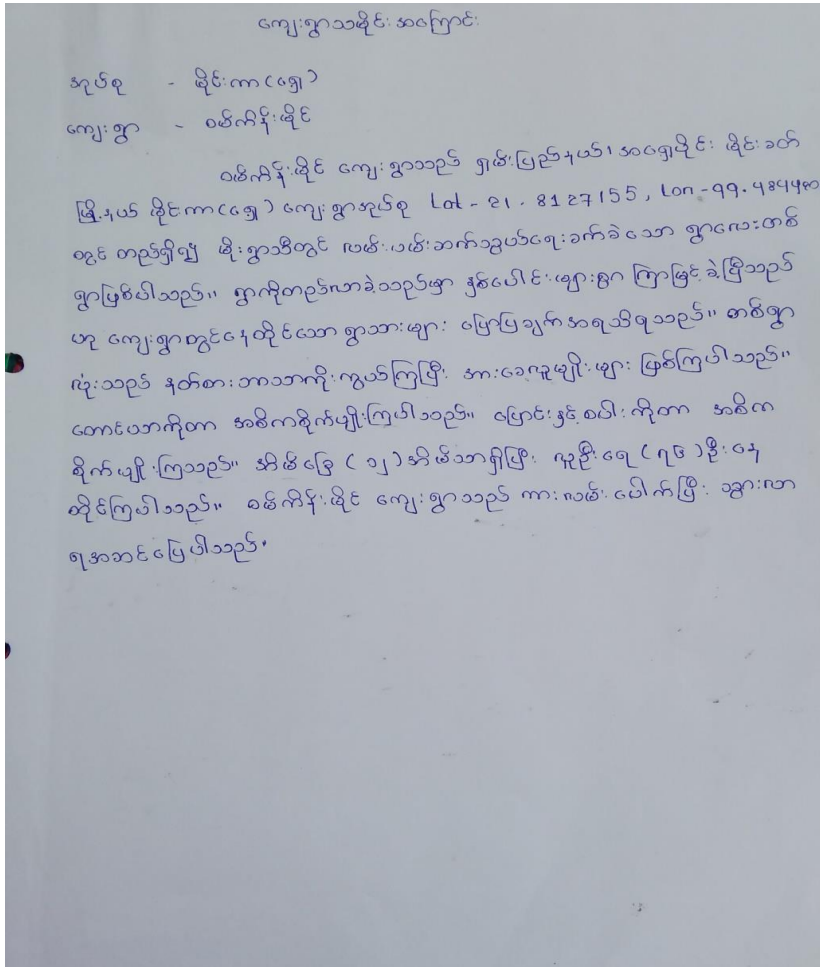 ကျေးရွာသမိုင်းအကြောင်း
အုပ်စု - မိုင်းကာ(ရှေ့)
ကျေးရွာ - ဝမ်ကိန်းမိုင်
ဝမ်ကိန်းမိုင် ကျေးရွာသည် ရှမ်းပြည်နယ်၊ အရှေ့ပိုင်း မိုင်းခတ်
မြို့နယ် မိုင်းကာ(ရှေ့) ကျေးရွာအုပ်စု Lat - 21. 8127155, Lon - 99.
တွင် တည်ရှိ၍ မိုးရွာသီတွင် လမ်းပမ်းဆက်သွယ်ရေးခက်ခဲသော ရွာလေးတစ်
ရွာဖြစ်ပါသည်။ ရွာကိုတည်လာခဲ့သည်မှာ နှစ်ပေါင်းများစွာ ကြာမြင့်ခဲ့ပြီသည်
ဟု ကျေးရွာတွင်နေထိုင်သော ရွာသားများ ပြောပြချက်အရသိရသည်။ တစ်ရွာ
လုံးသည် နတ်စားဘာသာကိုးကွယ်ကြပြီး အားခေလူမျိုးများ ဖြစ်ကြပါသည်။
တောင်ယာကိုတာ အဓိကစိုက်ပျိုးကြပါသည်။ ပြောင်းနှင့်စပါးကိုတာ အဓိက
စိုက်ပျိုးကြသည်။ အိမ်ခြေ (၁၂)အိမ်သာရှိပြီး လူဦးရေ (၇၆)ဦးနေ
ထိုင်ကြပါသည်။ ဝမ်ကိန်းမိုင် ကျေးရွာသည် ကားလမ်းပေါက်ပြီး သွားလာ
ရအဆင်ပြေပါသည်။